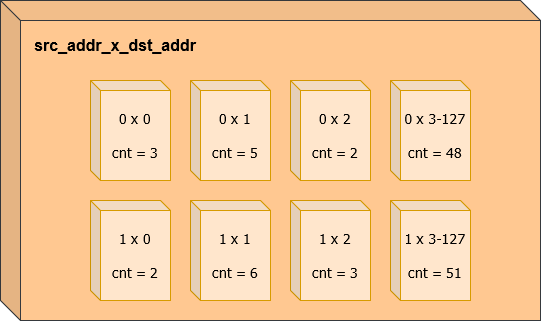 src_addr_x_dst_addr
0 x 0
cnt = 3
0 x 1
cnt = 5
0 x 2
cnt = 2
0 x 3-127
cnt = 48
1 x 0
cnt = 2
1 x 1
cnt = 6
1 x 2
cnt = 3
1 x 3-127
cnt = 51